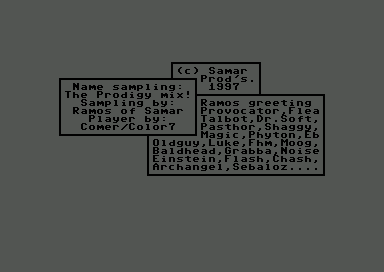 (c) Samar
Prod's.
1997
Name sampling:
The Prodigy mix!
Sampling by:
Ramos of Samar
Player by:
Comer/Color7
Ramos greeting
Provocator,Flea
Talbot,Dr.Soft,
Pasthor,Shaggy,
Magic,Phyton,Eb
Oldguy,Luke,Fhm,Moog,
Baldhead,Grabba,Noise
Einstein,Flash,Chash,
Archangel,Sebaloz....